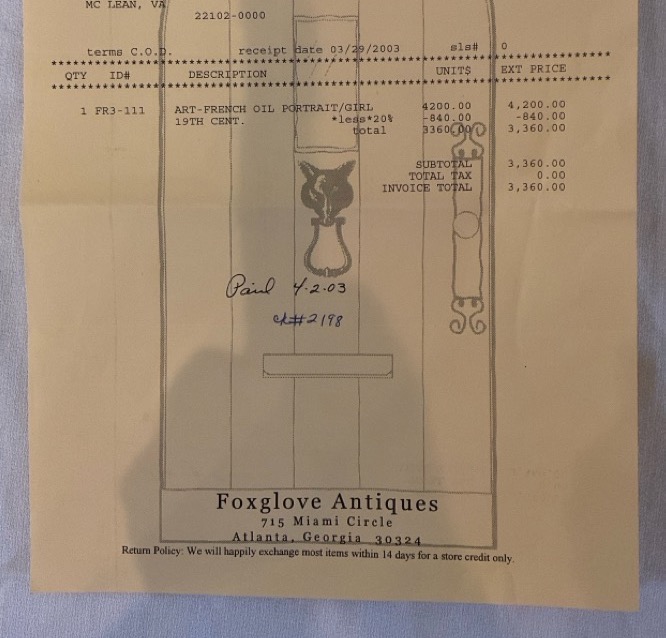 MC LEAN, VA
22102-0000
terms C.O.D. receipt date 03/29/2003 sls# 0
****************************************************************
QTY ID# DESCRIPTION UNITS EXT PRICE
****************************************************************
1 FR3-111 ART-FRENCH OIL PORTRAIT/GIRL 4200.00 4,200.00
19TH CENT. *less*20% -840.00 -840.00
total 3360.00 3,360.00
SUBTOTAL 3,360.00
TOTAL TAX 0.00
INVOICE TOTAL 3,360.00
Paid 4-2-03
ck# 2198
Foxglove Antiques
715 Miami Circle
Atlanta, Georgia 30324
Return Policy: We will happily exchange most items within 14 days for a store credit only.